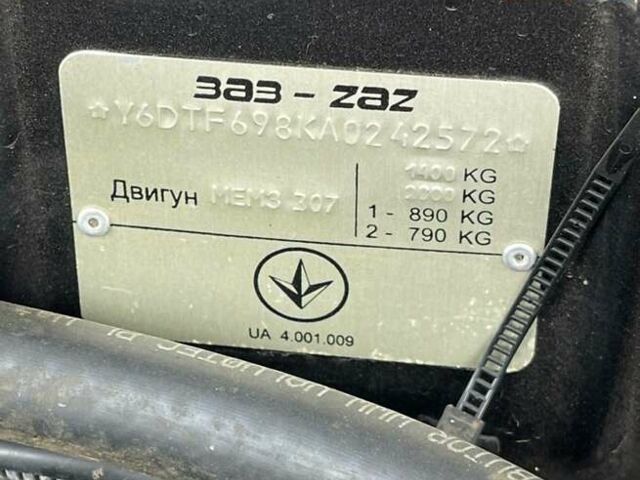 ЗАЗ - ZAZ
☆Y6DTF698KA0242572☆
1400 KG
2200 KG
Двигун МЕМЗ 307
1 - 890 KG
2 - 790 KG
UA 4.001.009